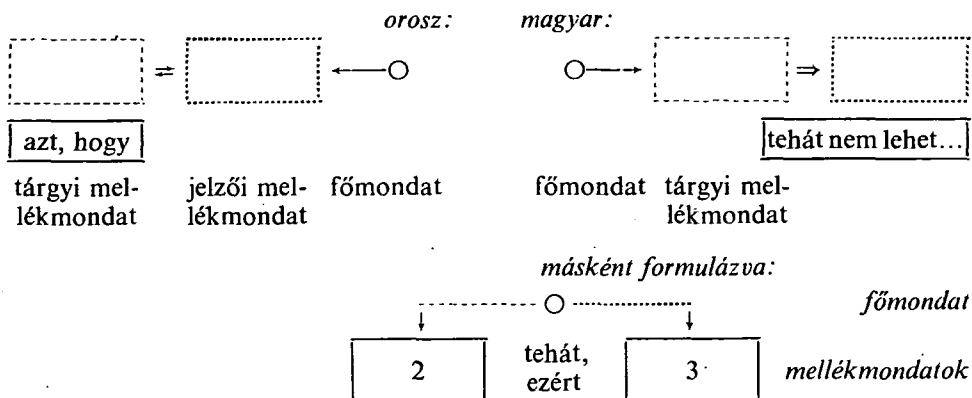 orosz: magyar:
azt, hogy tehát nem lehet...
tárgyi mel- jelzői mel- főmondat főmondat tárgyi mel-
lékmondat lékmondat lékmondat
másként formulázva:
főmondat
2 tehát, 3 mellékmondatok
ezért